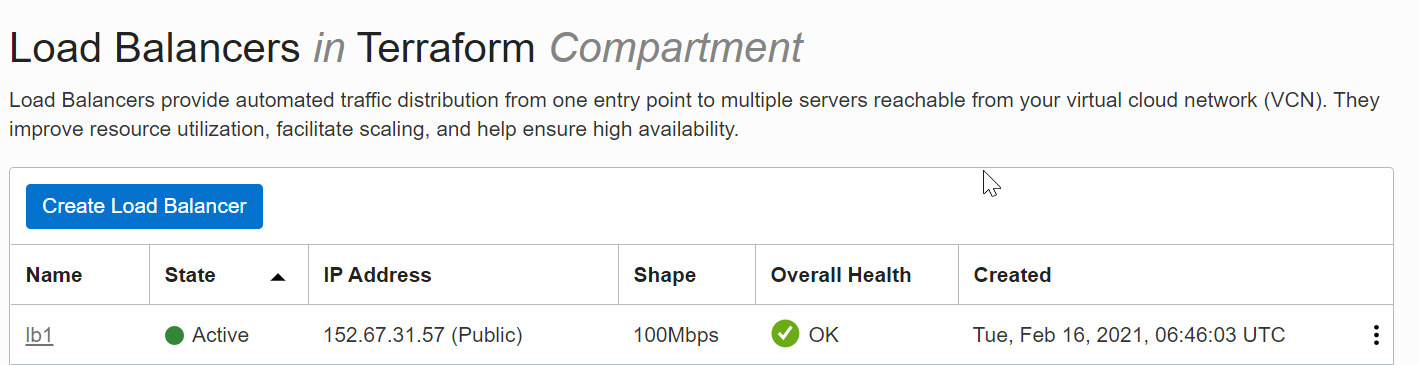 Load Balancers in Terraform Compartment
Load Balancers provide automated traffic distribution from one entry point to multiple servers reachable from your virtual cloud network (VCN). They
improve resource utilization, facilitate scaling, and help ensure high availability.
Create Load Balancer
Name State IP Address Shape Overall Health Created
lb1 Active 152.67.31.57 (Public) 100Mbps OK Tue, Feb 16, 2021, 06:46:03 UTC